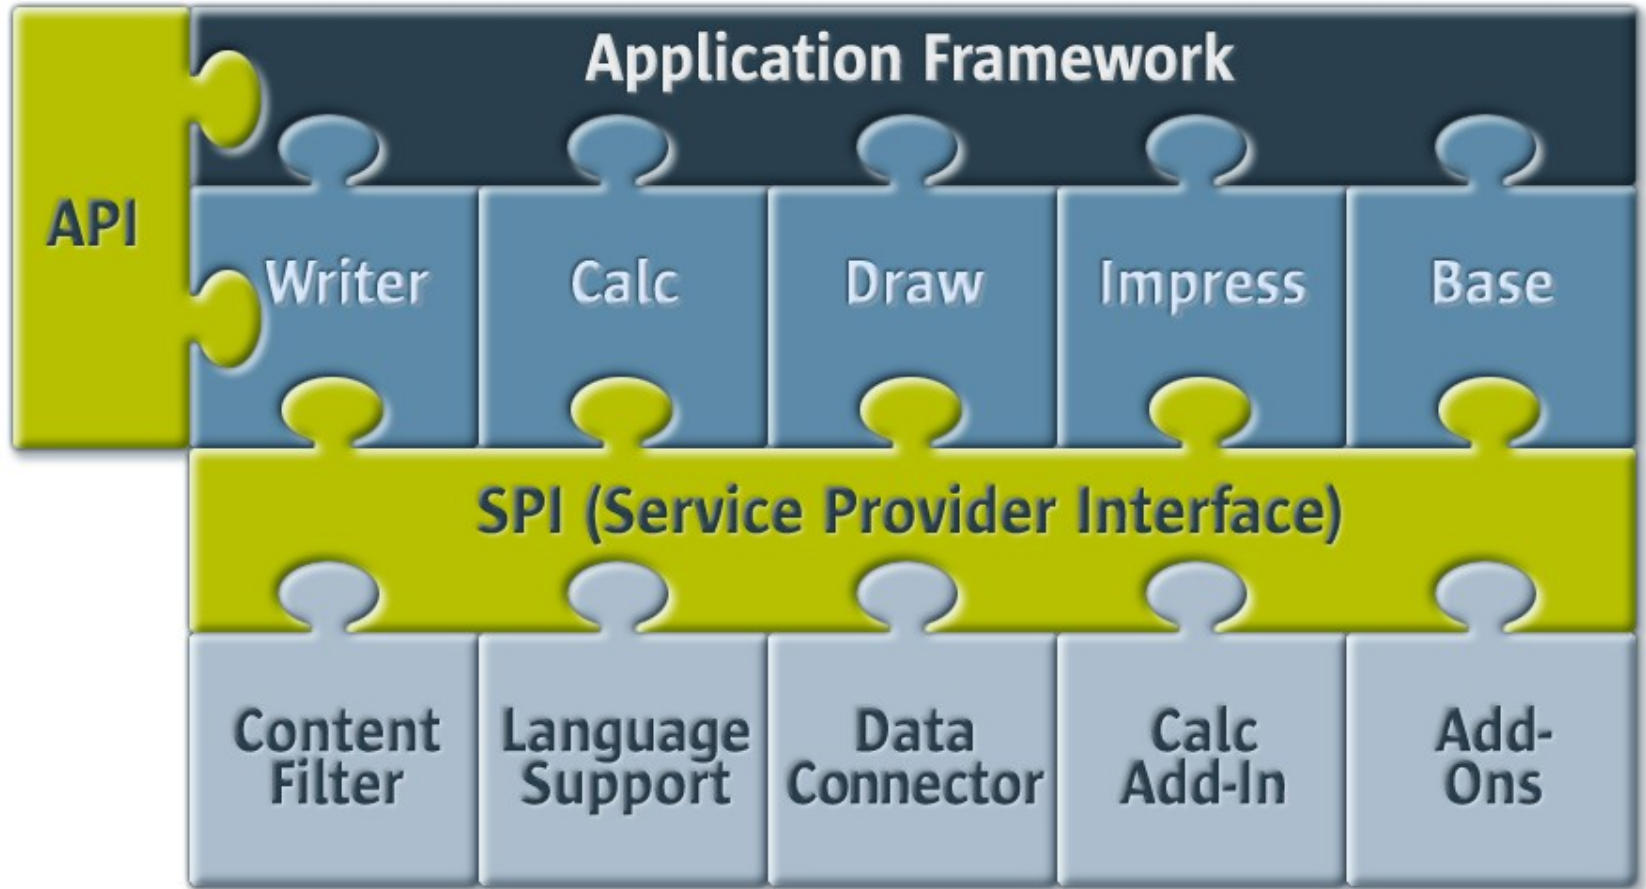 Application Framework
API
Writer
Calc
Draw
Impress
Base
SPI (Service Provider Interface)
Content
Filter
Language
Support
Data
Connector
Calc
Add-In
Add-
Ons